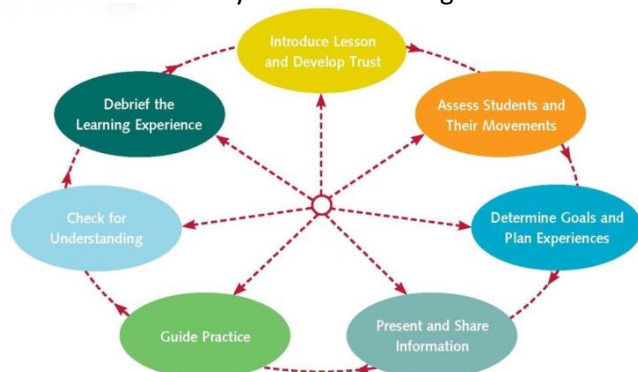 Introduce Lesson
and Develop Trust
Assess Students and
Their Movements
Determine Goals and
Plan Experiences
Present and Share
Information
Guide Practice
Check for
Understanding
Debrief the
Learning Experience